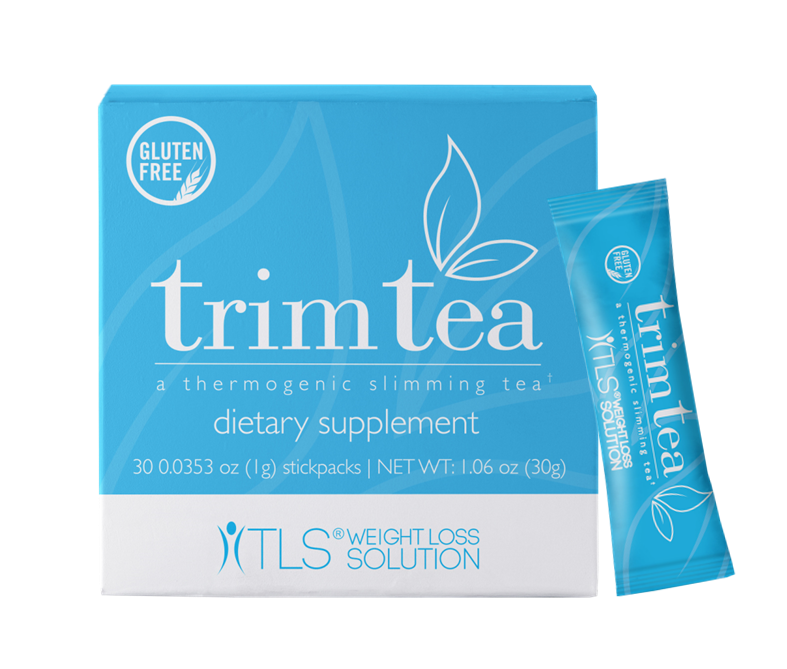 GLUTEN
FREE
trim tea
a thermogenic slimming tea†
dietary supplement
30 0.0353 oz (1g) stickpacks | NET WT: 1.06 oz (30g)
TLS® WEIGHT LOSS
SOLUTION
GLUTEN
FREE
trim tea
a thermogenic slimming tea†
TLS® WEIGHT LOSS
SOLUTION